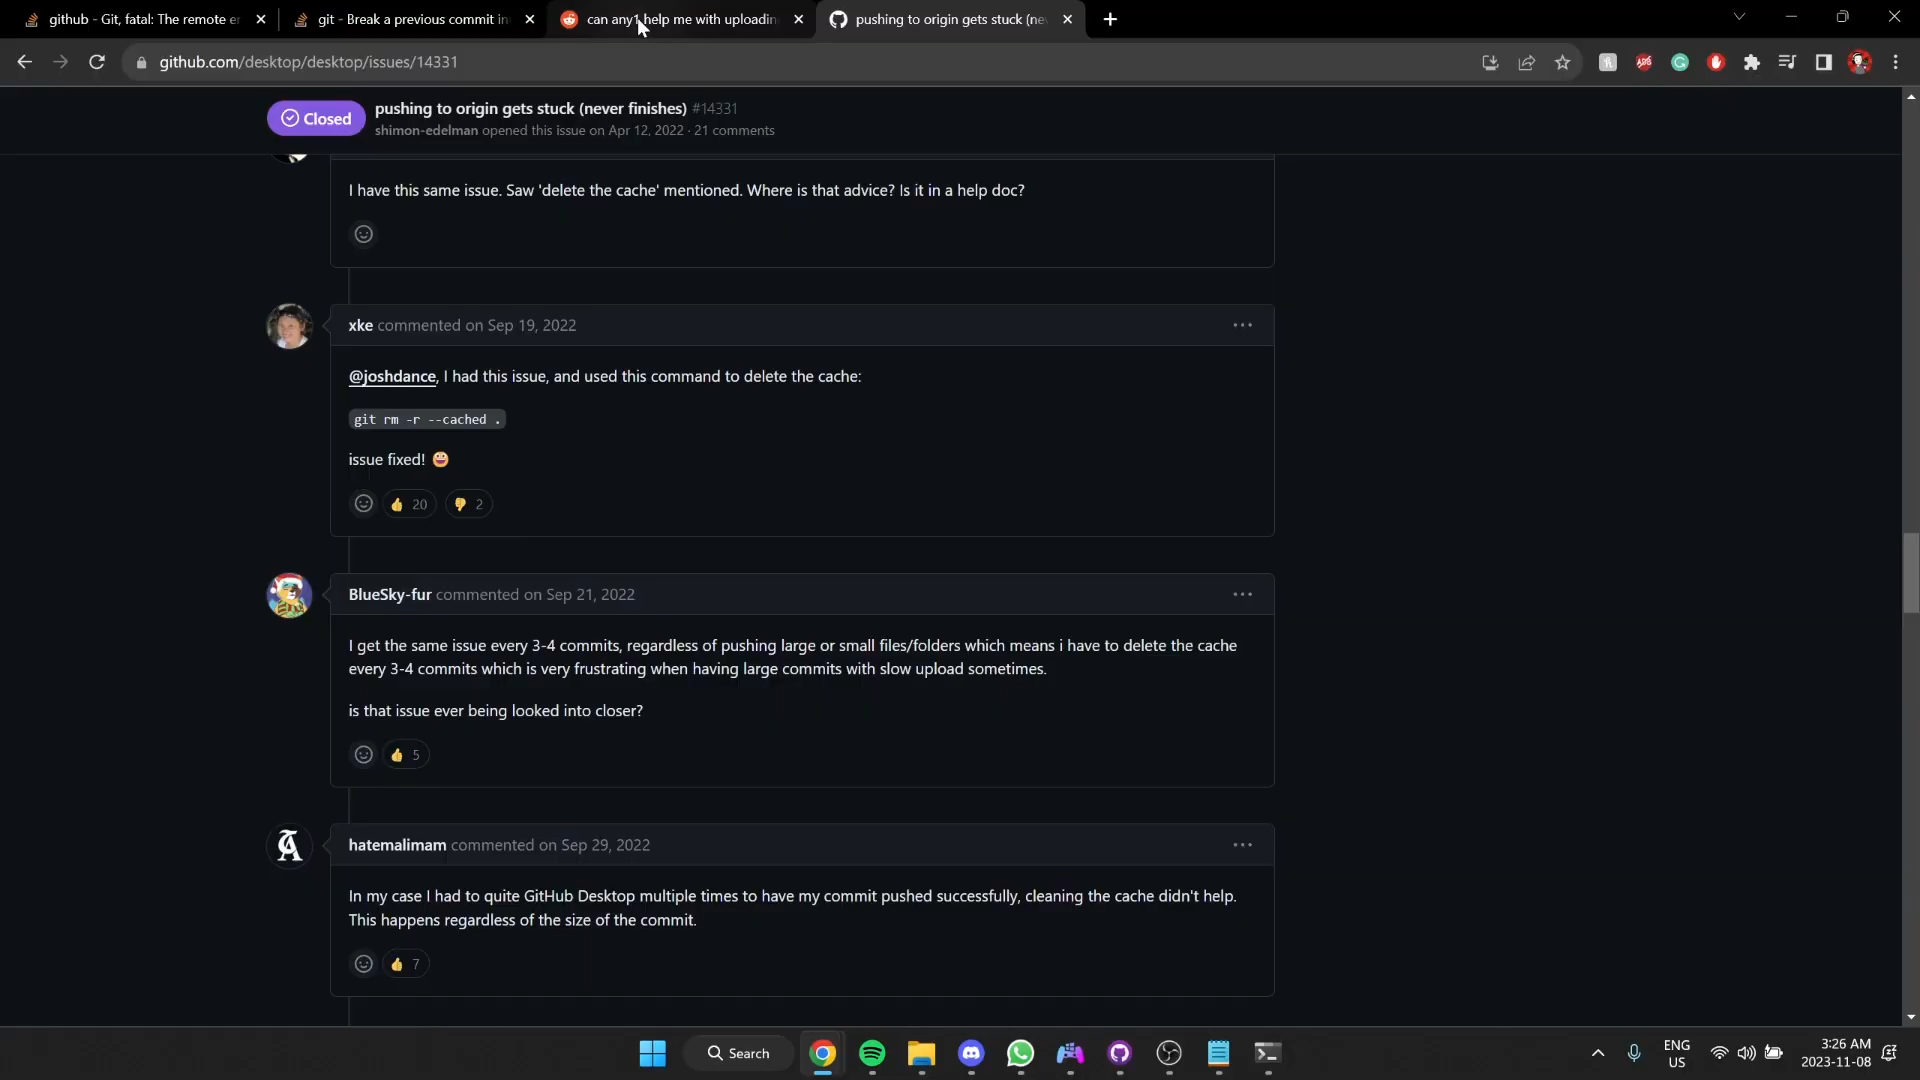 github - Git, fatal: The remote e
git - Break a previous commit in
can any1 help me with uploadin
pushing to origin gets stuck (ne
github.com/desktop/desktop/issues/14331
Closed
pushing to origin gets stuck (never finishes) #14331
shimon-edelman opened this issue on Apr 12, 2022 · 21 comments
I have this same issue. Saw 'delete the cache' mentioned. Where is that advice? Is it in a help doc?
xke commented on Sep 19, 2022
@joshdance, I had this issue, and used this command to delete the cache:
git rm -r --cached .
issue fixed! 😀
👍 20 👎 2
BlueSky-fur commented on Sep 21, 2022
I get the same issue every 3-4 commits, regardless of pushing large or small files/folders which means i have to delete the cache
every 3-4 commits which is very frustrating when having large commits with slow upload sometimes.
is that issue ever being looked into closer?
👍 5
hatemalimam commented on Sep 29, 2022
In my case I had to quite GitHub Desktop multiple times to have my commit pushed successfully, cleaning the cache didn't help.
This happens regardless of the size of the commit.
👍 7
Search
ENG
US
3:26 AM
2023-11-08